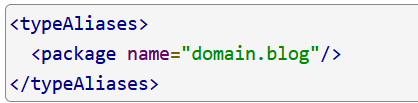 <typeAliases>
  <package name="domain.blog"/>
</typeAliases>